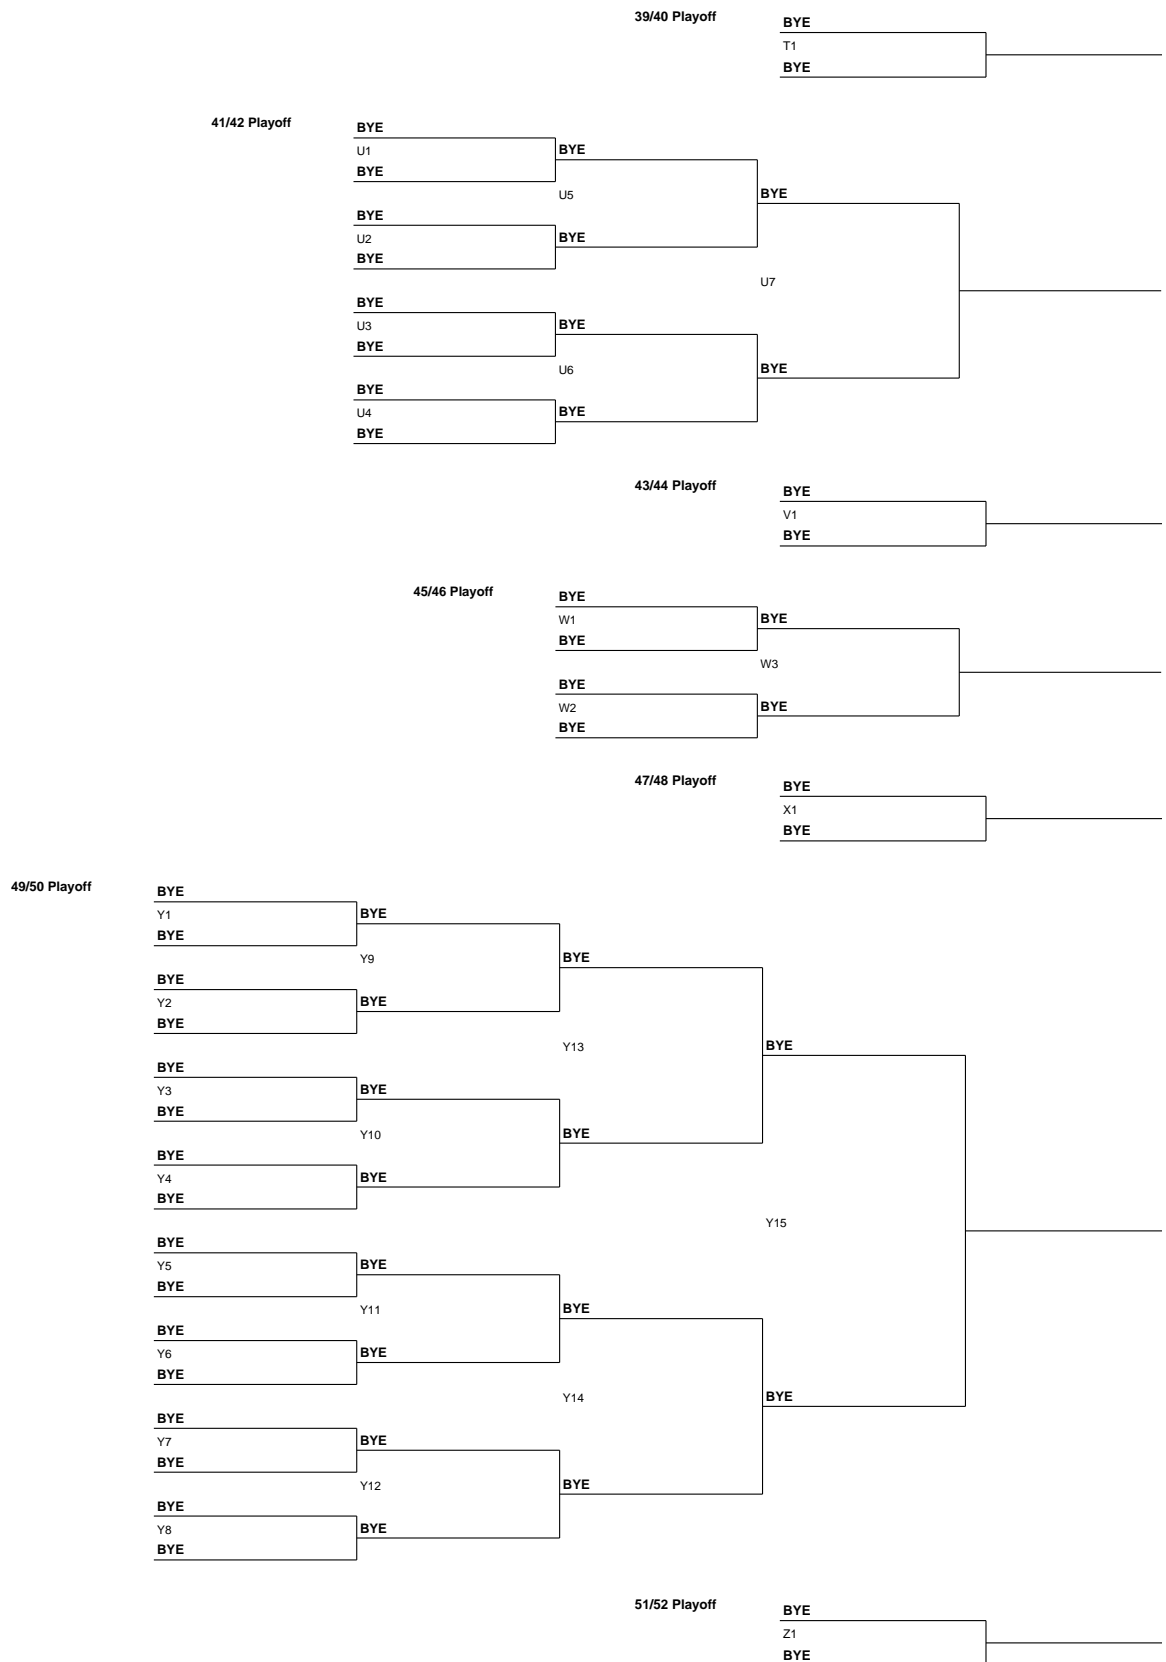 39/40 Playoff
BYE
T1
BYE
41/42 Playoff
BYE
U1
BYE
BYE
U5
BYE
BYE
U2
BYE
BYE
U7
BYE
U3
BYE
BYE
U6
BYE
BYE
U4
BYE
BYE
43/44 Playoff
BYE
V1
BYE
45/46 Playoff
BYE
W1
BYE
BYE
W3
BYE
W2
BYE
BYE
47/48 Playoff
BYE
X1
BYE
49/50 Playoff
BYE
Y1
BYE
BYE
Y9
BYE
BYE
Y2
BYE
BYE
Y13
BYE
BYE
Y3
BYE
BYE
Y10
BYE
BYE
Y4
BYE
BYE
Y15
BYE
Y5
BYE
BYE
Y11
BYE
BYE
Y6
BYE
BYE
Y14
BYE
BYE
Y7
BYE
BYE
Y12
BYE
BYE
Y8
BYE
BYE
51/52 Playoff
BYE
Z1
BYE